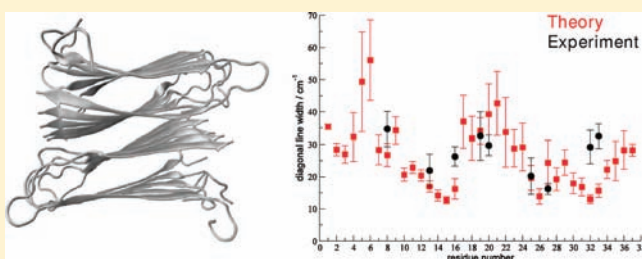 Theory
Experiment
diagonal line width / cm⁻¹
70
60
50
40
30
20
10
0
0 2 4 6 8 10 12 14 16 18 20 22 24 26 28 30 32 34 36 38
residue number